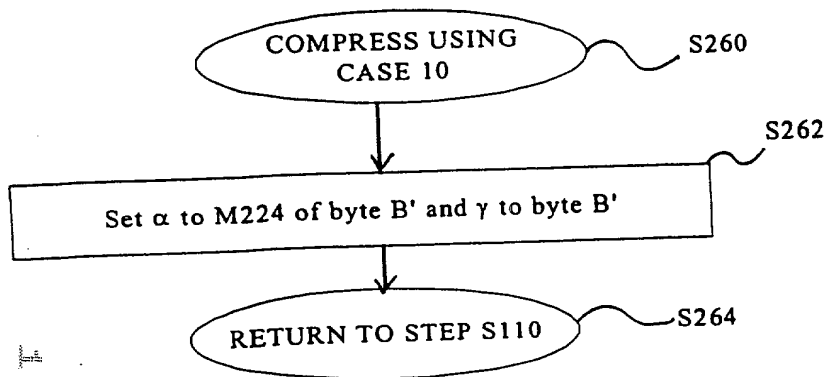 COMPRESS USING
CASE 10
S260
S262
Set α to M224 of byte B' and γ to byte B'
RETURN TO STEP S110
S264